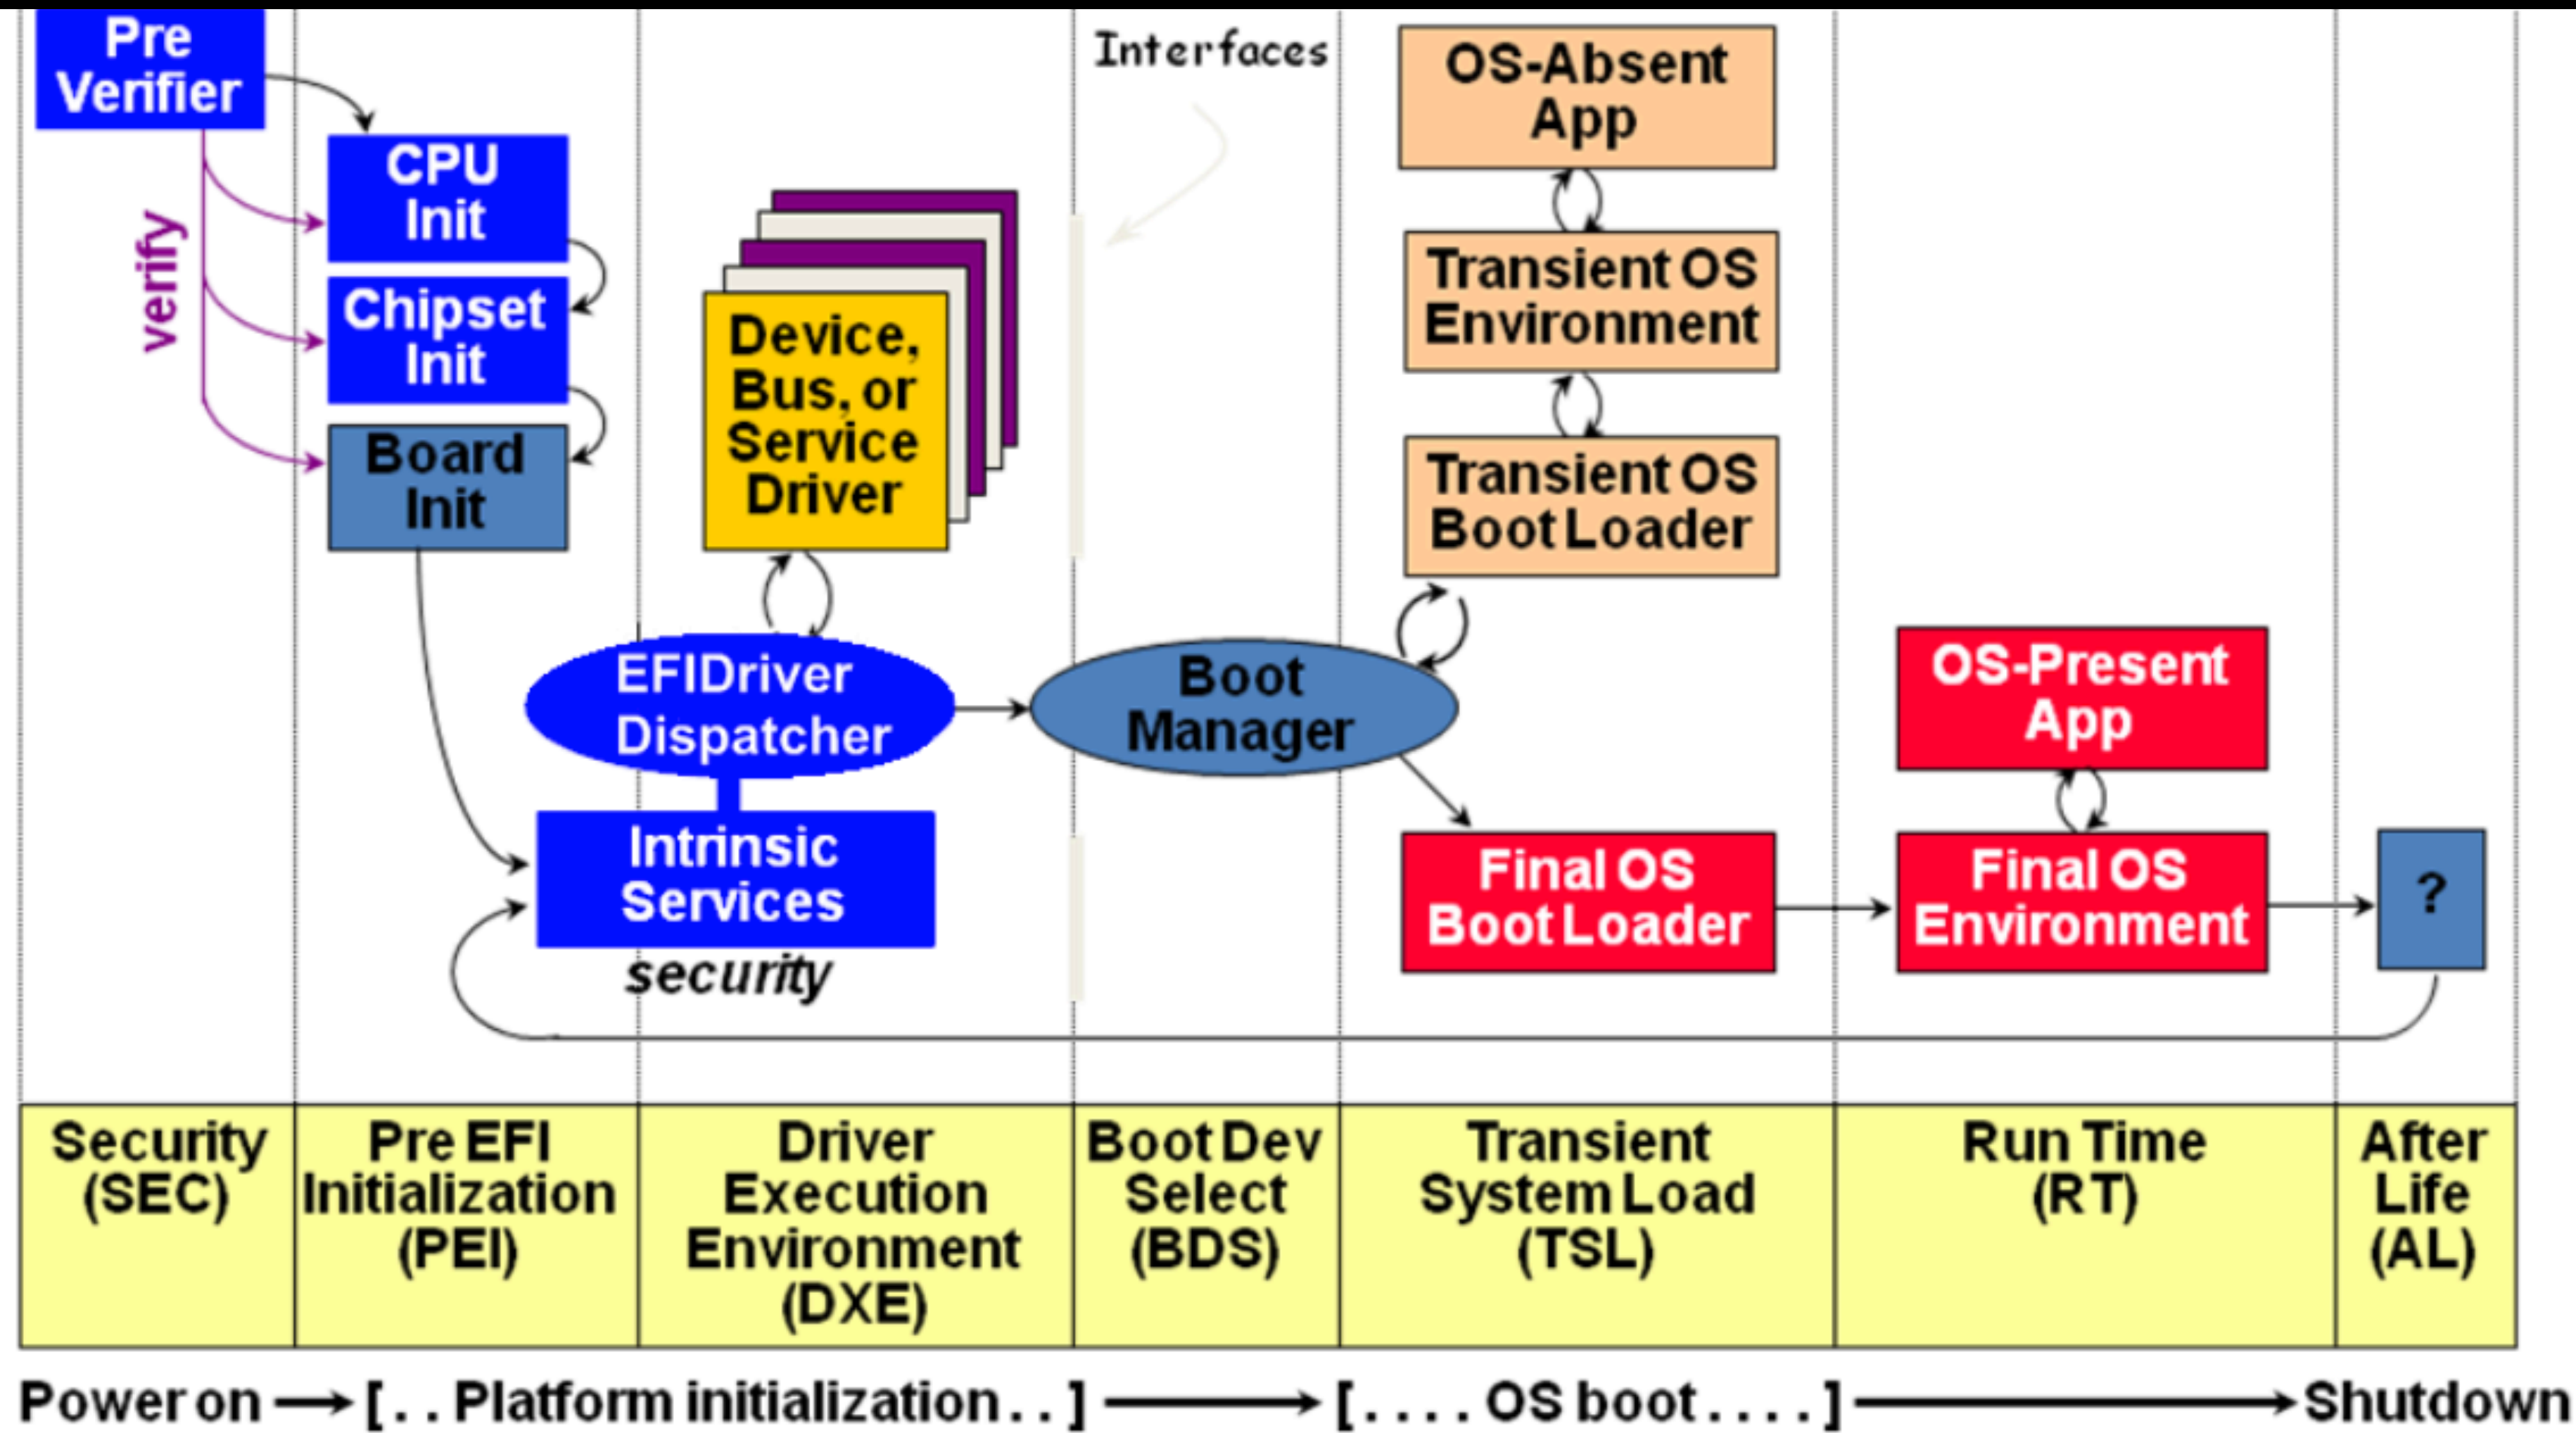 Pre
Verifier
verify
CPU
Init
Chipset
Init
Board
Init
Device,
Bus, or
Service
Driver
EFIDriver
Dispatcher
Intrinsic
Services
security
Interfaces
Boot
Manager
OS-Absent
App
Transient OS
Environment
Transient OS
Boot Loader
Final OS
Boot Loader
OS-Present
App
Final OS
Environment
?
Security
(SEC)
Pre EFI
Initialization
(PEI)
Driver
Execution
Environment
(DXE)
Boot Dev
Select
(BDS)
Transient
System Load
(TSL)
Run Time
(RT)
After
Life
(AL)
Power on [ . . Platform initialization . . ] [ . . . . OS boot . . . . ] Shutdown